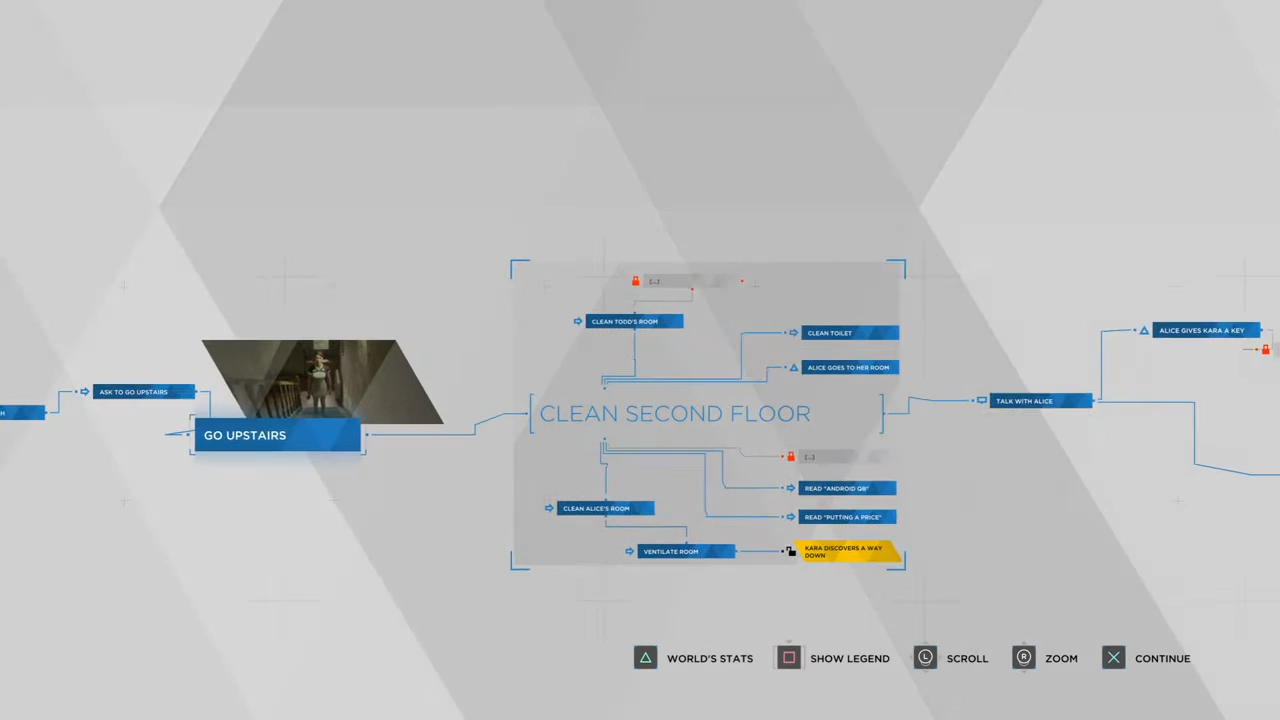 [...]
CLEAN TODD'S ROOM
CLEAN TOILET
ALICE GIVES KARA A KEY
ALICE GOES TO HER ROOM
ASK TO GO UPSTAIRS
TALK WITH ALICE
H
CLEAN SECOND FLOOR
GO UPSTAIRS
[...]
READ "ANDROID QB"
CLEAN ALICE'S ROOM
READ "PUTTING A PRICE"
VENTILATE ROOM
KARA DISCOVERS A WAY
DOWN
WORLD'S STATS
SHOW LEGEND
L
SCROLL
R
ZOOM
CONTINUE